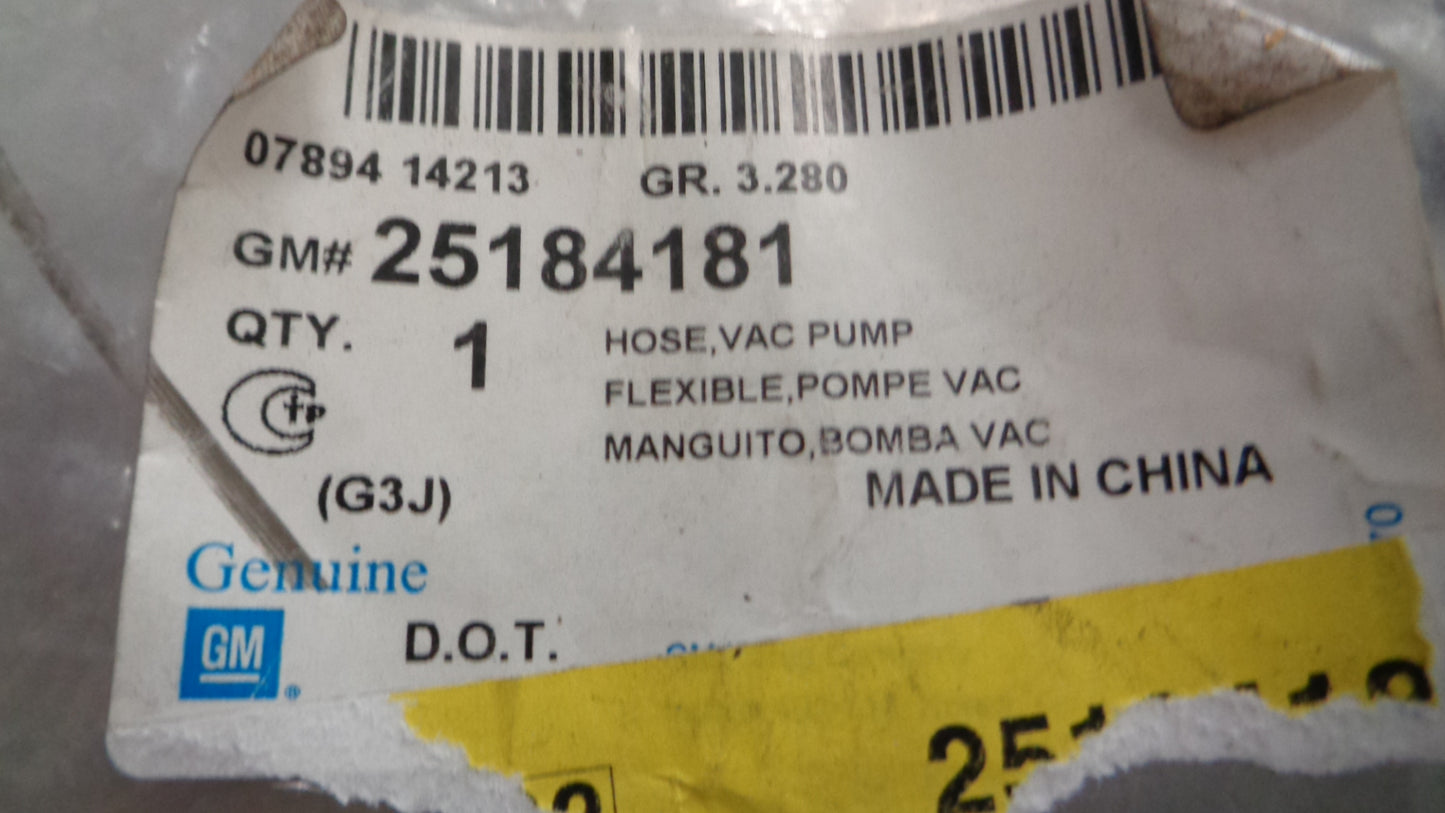 07894 14213 GR. 3.280
GM# 25184181
QTY. 1
HOSE,VAC PUMP
FLEXIBLE,POMPE VAC
MANGUITO,BOMBA VAC
MADE IN CHINA
(G3J)
Genuine
GM
D.O.T.